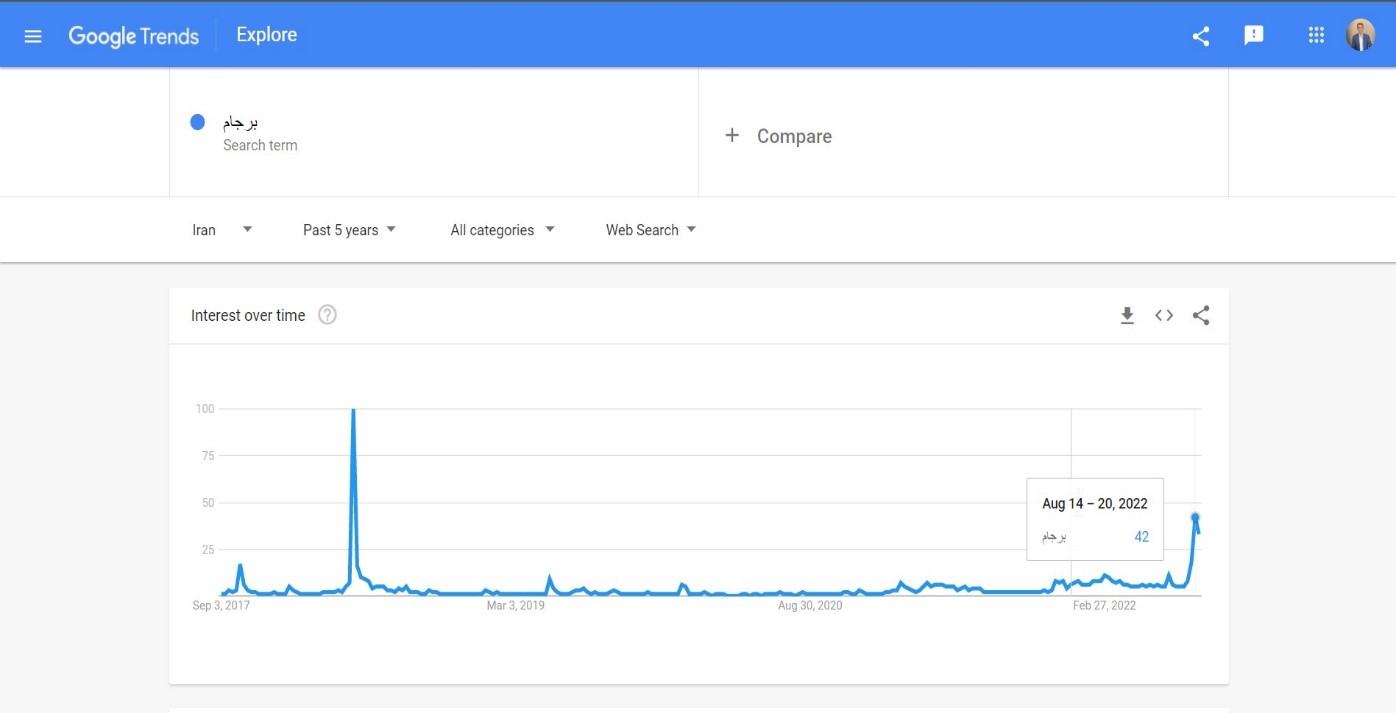 Google Trends
Explore
برجام
Search term
+ Compare
Iran
Past 5 years
All categories
Web Search
Interest over time
100
75
50
25
Aug 14 – 20, 2022
برجام 42
Sep 3, 2017
Mar 3, 2019
Aug 30, 2020
Feb 27, 2022